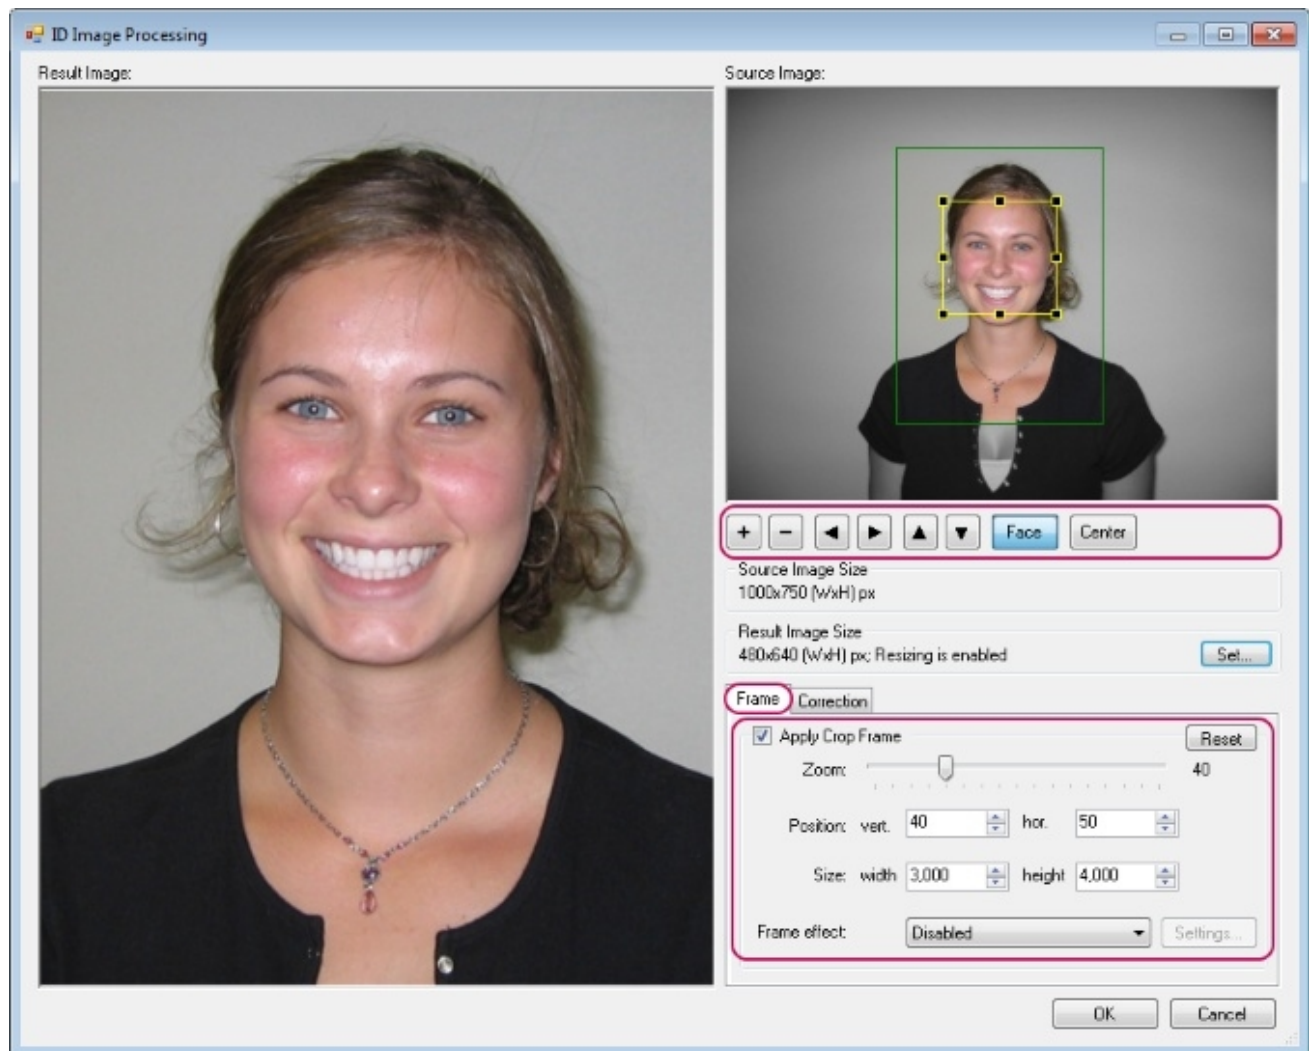 ID Image Processing
Result Image:
Source Image:
+ − ◄ ► ▲ ▼ Face Center
Source Image Size
1000x750 (WxH) px
Result Image Size
480x640 (WxH) px; Resizing is enabled Set...
Frame Correction
Apply Crop Frame Reset
Zoom: 40
Position: vert. 40 hor. 50
Size: width 3,000 height 4,000
Frame effect: Disabled Settings...
OK Cancel